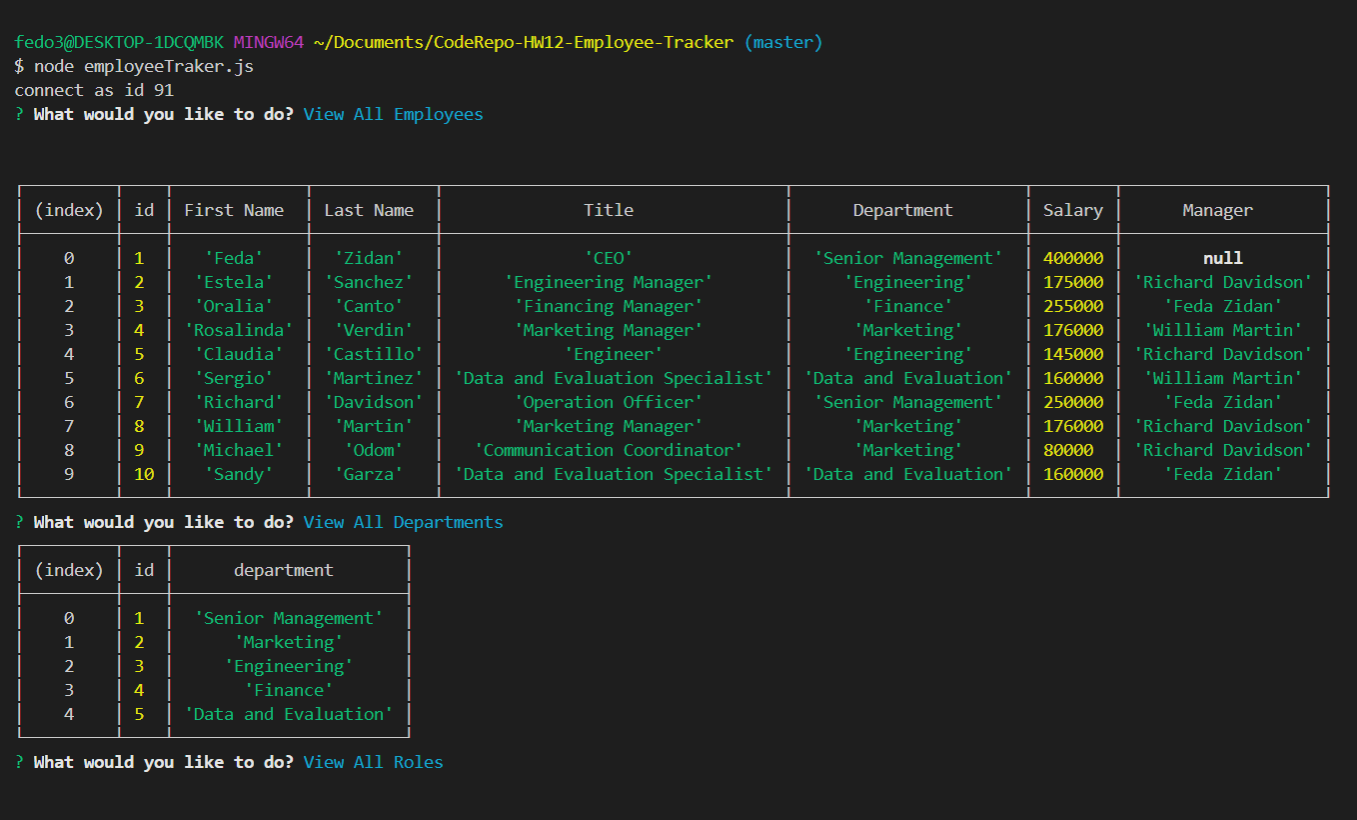 fedo3@DESKTOP-1DCQMBK MINGW64 ~/Documents/CodeRepo-HW12-Employee-Tracker (master)
$ node employeeTraker.js
connect as id 91
? What would you like to do? View All Employees
(index) id First Name Last Name Title Department Salary Manager
0 1 'Feda' 'Zidan' 'CEO' 'Senior Management' 400000 null
1 2 'Estela' 'Sanchez' 'Engineering Manager' 'Engineering' 175000 'Richard Davidson'
2 3 'Oralia' 'Canto' 'Financing Manager' 'Finance' 255000 'Feda Zidan'
3 4 'Rosalinda' 'Verdin' 'Marketing Manager' 'Marketing' 176000 'William Martin'
4 5 'Claudia' 'Castillo' 'Engineer' 'Engineering' 145000 'Richard Davidson'
5 6 'Sergio' 'Martinez' 'Data and Evaluation Specialist' 'Data and Evaluation' 160000 'William Martin'
6 7 'Richard' 'Davidson' 'Operation Officer' 'Senior Management' 250000 'Feda Zidan'
7 8 'William' 'Martin' 'Marketing Manager' 'Marketing' 176000 'Richard Davidson'
8 9 'Michael' 'Odom' 'Communication Coordinator' 'Marketing' 80000 'Richard Davidson'
9 10 'Sandy' 'Garza' 'Data and Evaluation Specialist' 'Data and Evaluation' 160000 'Feda Zidan'
? What would you like to do? View All Departments
(index) id department
0 1 'Senior Management'
1 2 'Marketing'
2 3 'Engineering'
3 4 'Finance'
4 5 'Data and Evaluation'
? What would you like to do? View All Roles